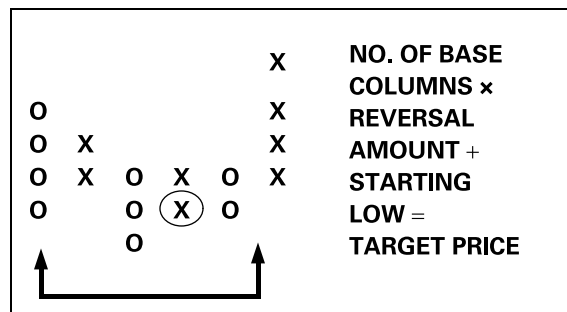 X
O X
O X X
O X O X O X
O O X O
O
NO. OF BASE
COLUMNS ×
REVERSAL
AMOUNT +
STARTING
LOW =
TARGET PRICE